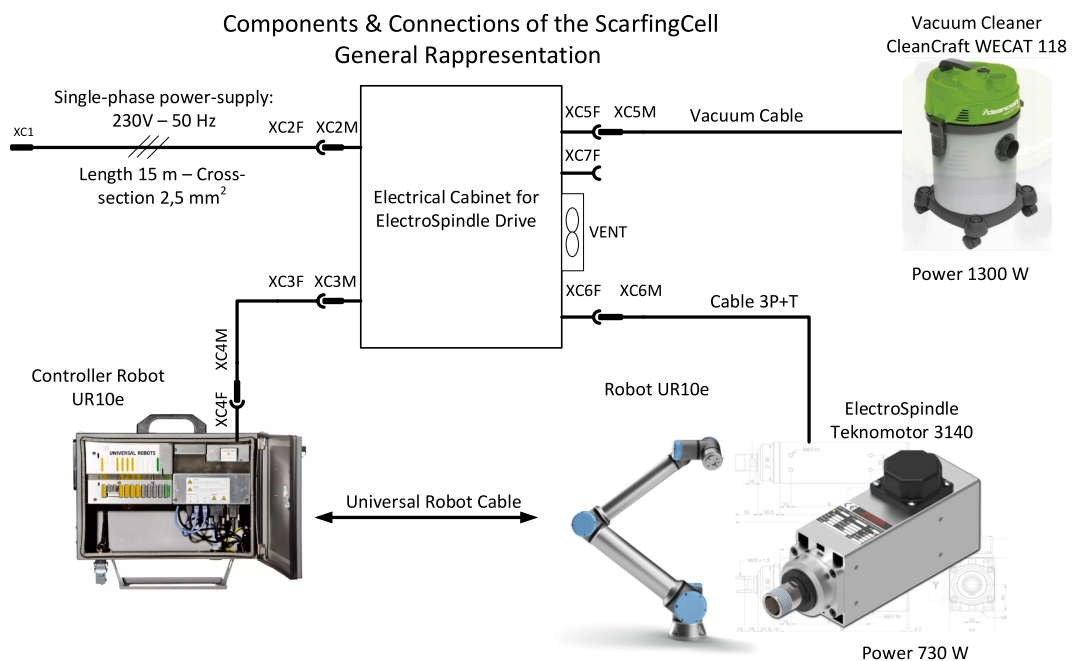 Components & Connections of the ScarfingCell
General Rappresentation
Vacuum Cleaner
CleanCraft WECAT 118
Single-phase power-supply:
230V – 50 Hz
XC1
XC2F
XC2M
Length 15 m – Cross-
section 2,5 mm²
Electrical Cabinet for
ElectroSpindle Drive
XC5F
XC5M
Vacuum Cable
XC7F
VENT
cleancraft
Power 1300 W
XC3F
XC3M
XC6F
XC6M
Cable 3P+T
XC4M
XC4F
Controller Robot
UR10e
UNIVERSAL ROBOTS
Universal Robot Cable
Robot UR10e
ElectroSpindle
Teknomotor 3140
Power 730 W